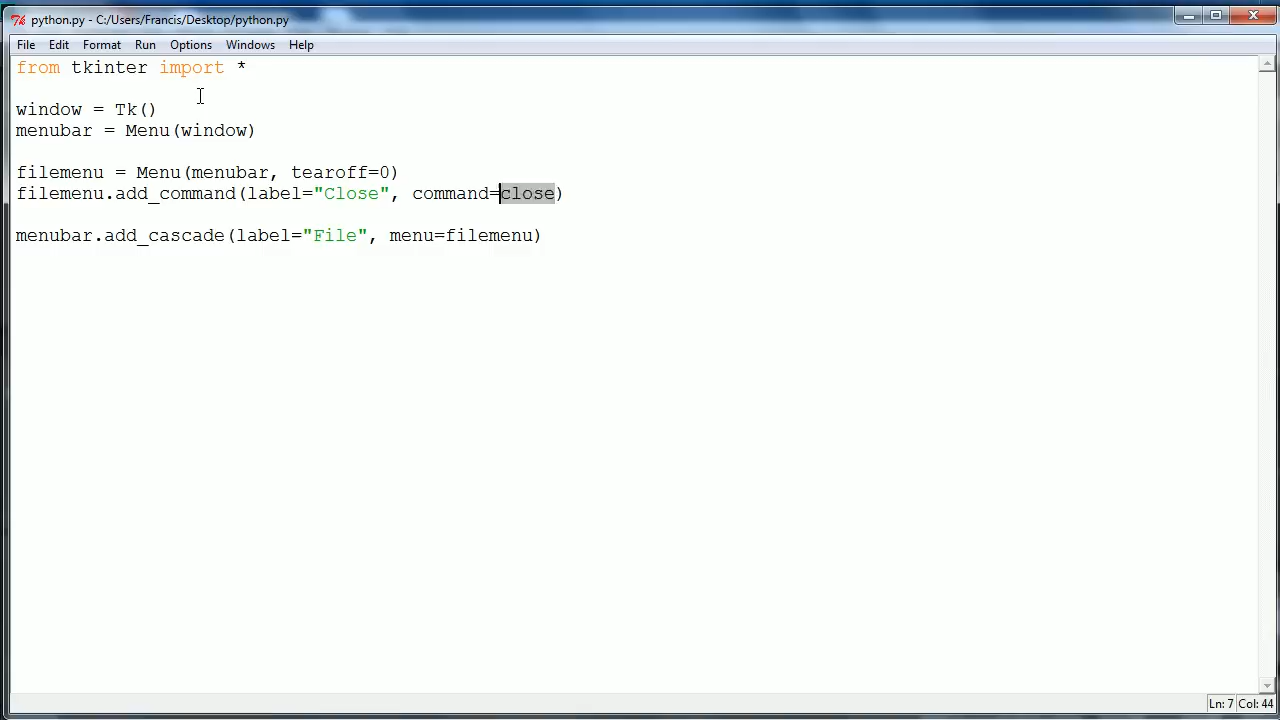 python.py - C:/Users/Francis/Desktop/python.py
File Edit Format Run Options Windows Help
from tkinter import *
window = Tk()
menubar = Menu(window)
filemenu = Menu(menubar, tearoff=0)
filemenu.add_command(label="Close", command=close)
menubar.add_cascade(label="File", menu=filemenu)
Ln: 7 Col: 44